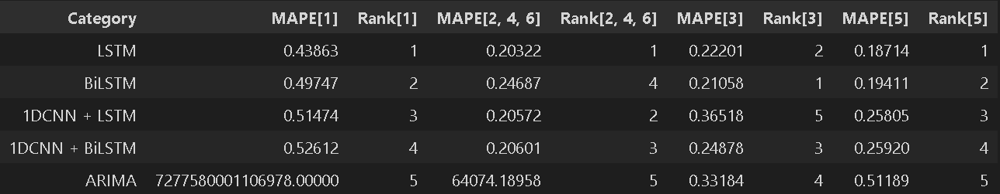 Category MAPE[1] Rank[1] MAPE[2, 4, 6] Rank[2, 4, 6] MAPE[3] Rank[3] MAPE[5] Rank[5]
LSTM 0.43863 1 0.20322 1 0.22201 2 0.18714 1
BiLSTM 0.49747 2 0.24687 4 0.21058 1 0.19411 2
1DCNN + LSTM 0.51474 3 0.20572 2 0.36518 5 0.25805 3
1DCNN + BiLSTM 0.52612 4 0.20601 3 0.24878 3 0.25920 4
ARIMA 7277580001106978.00000 5 64074.18958 5 0.33184 4 0.51189 5